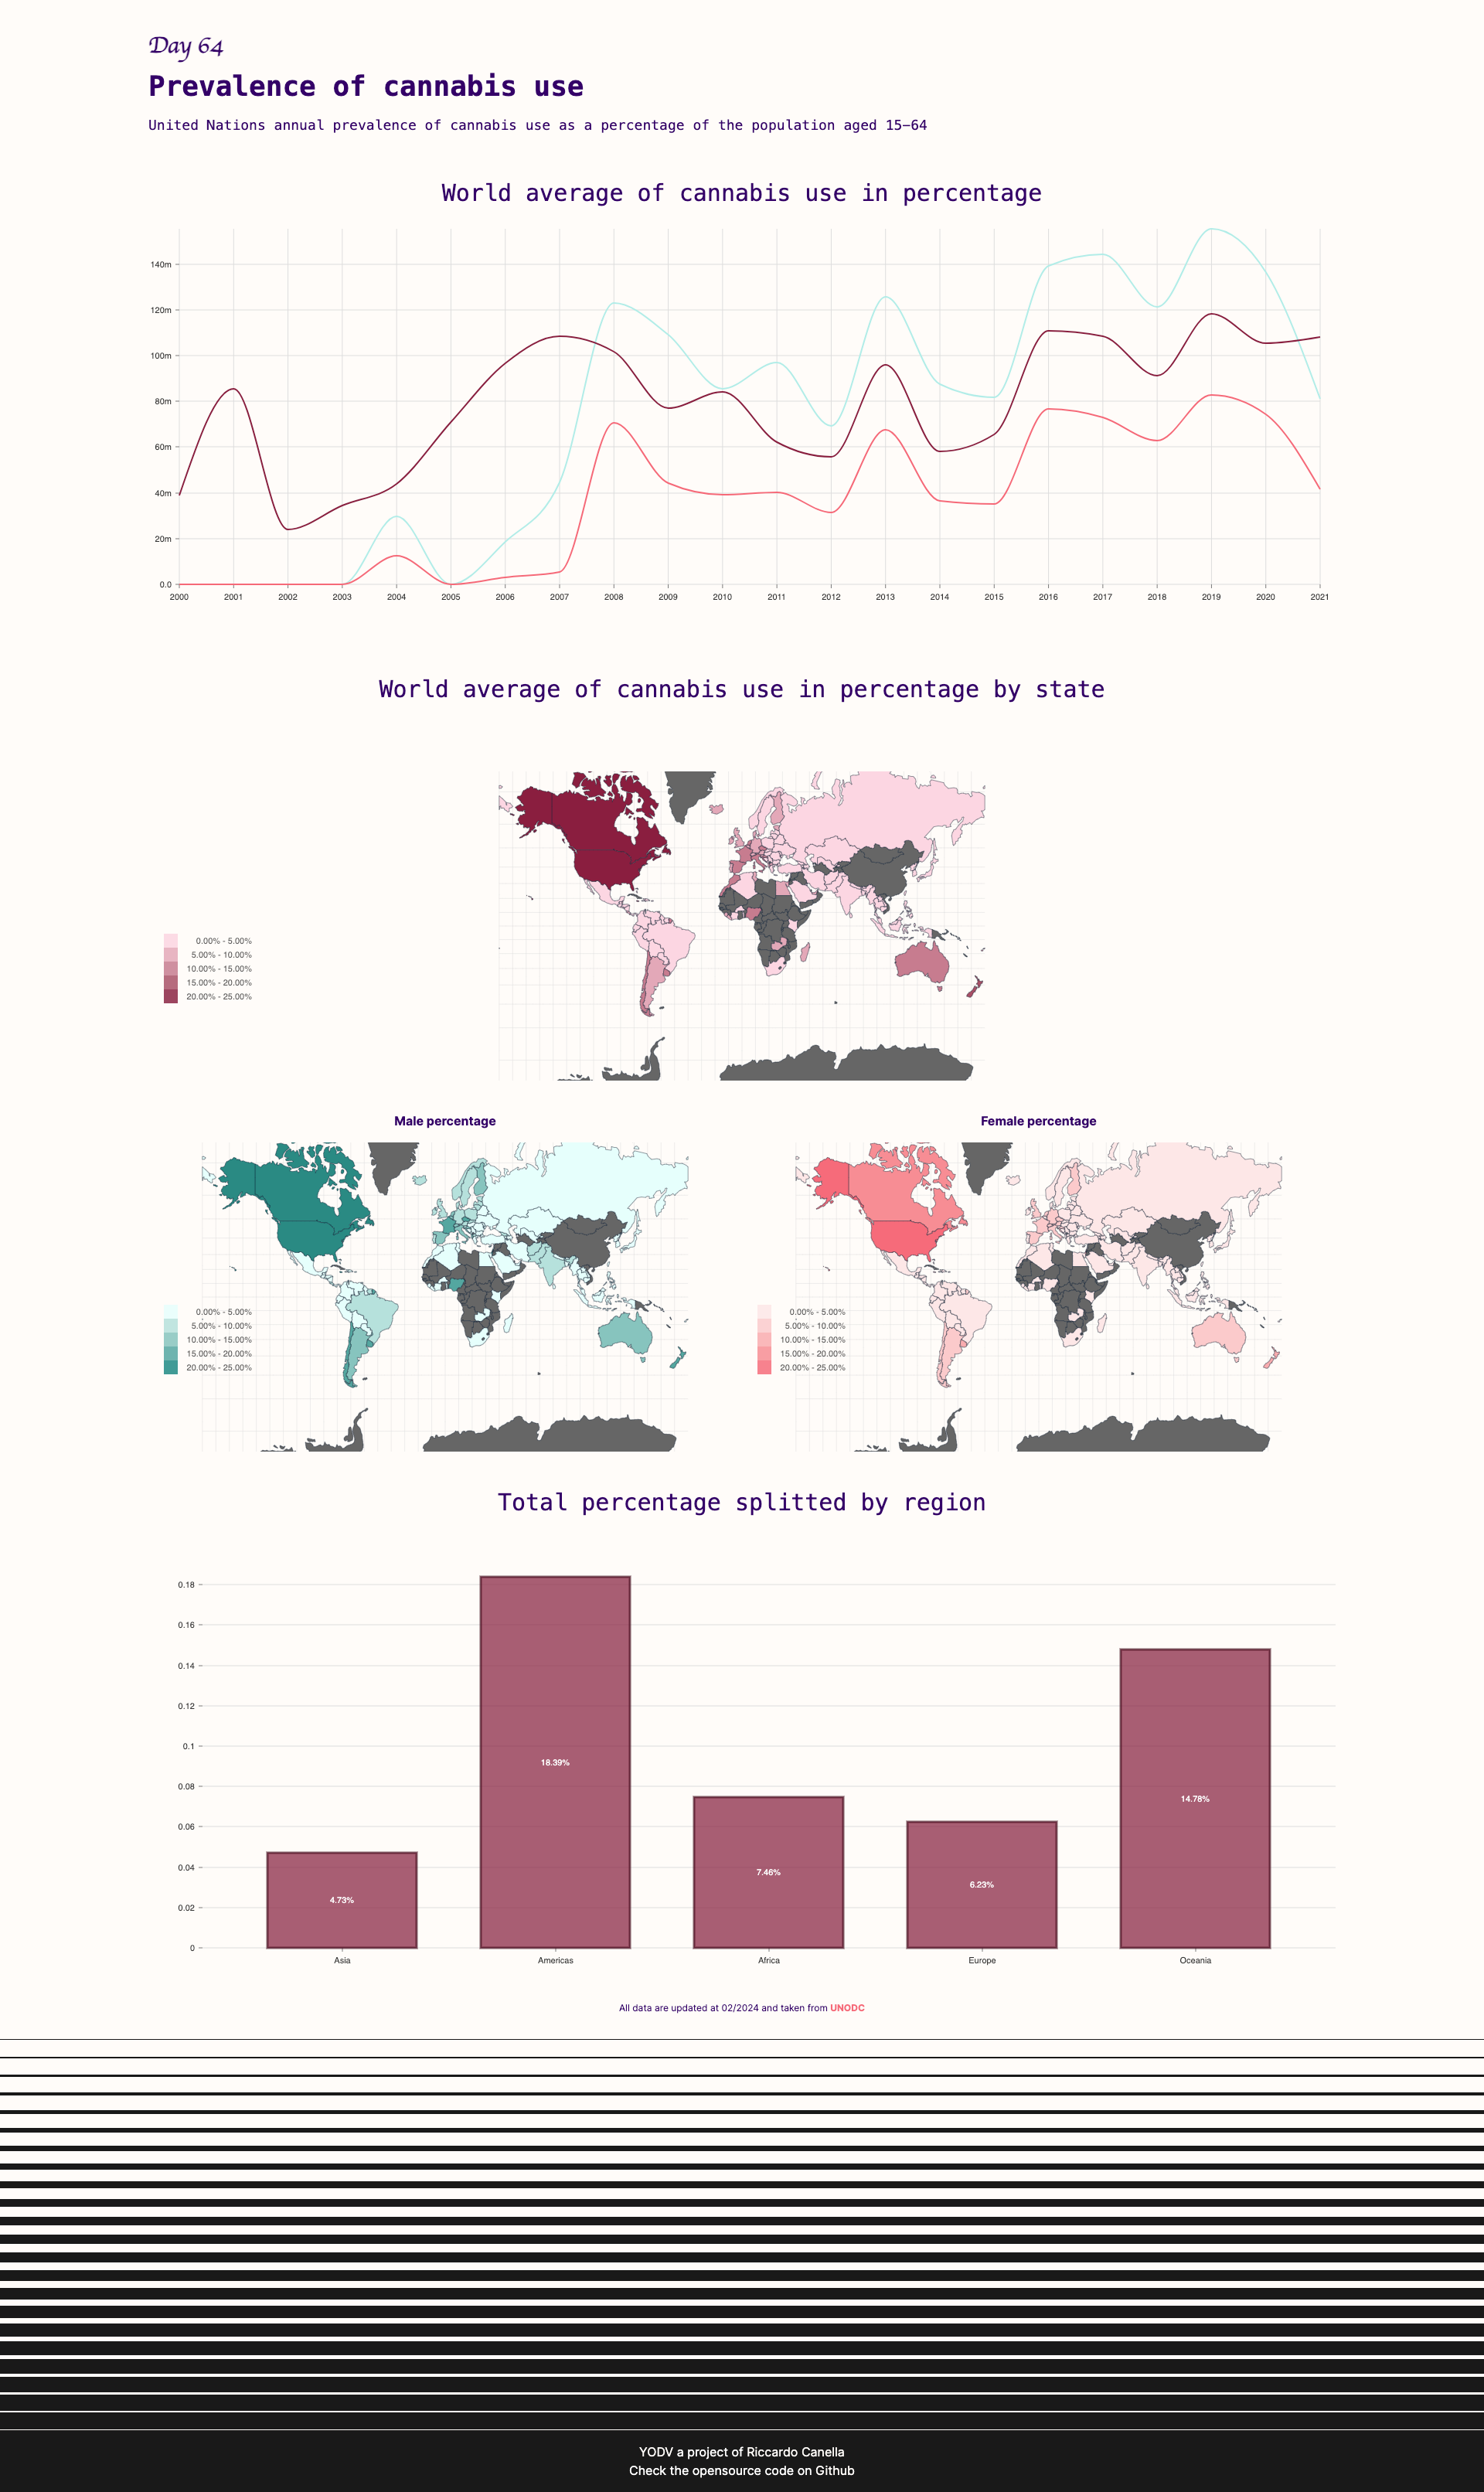 Day 64
Prevalence of cannabis use
United Nations annual prevalence of cannabis use as a percentage of the population aged 15–64
World average of cannabis use in percentage
140m
120m
100m
80m
60m
40m
20m
0.0
2000 2001 2002 2003 2004 2005 2006 2007 2008 2009 2010 2011 2012 2013 2014 2015 2016 2017 2018 2019 2020 2021
World average of cannabis use in percentage by state
0.00% - 5.00%
5.00% - 10.00%
10.00% - 15.00%
15.00% - 20.00%
20.00% - 25.00%
Male percentage
0.00% - 5.00%
5.00% - 10.00%
10.00% - 15.00%
15.00% - 20.00%
20.00% - 25.00%
Female percentage
0.00% - 5.00%
5.00% - 10.00%
10.00% - 15.00%
15.00% - 20.00%
20.00% - 25.00%
Total percentage splitted by region
0.18
0.16
0.14
0.12
0.1
0.08
0.06
0.04
0.02
0
4.73% 18.39% 7.46% 6.23% 14.78%
Asia Americas Africa Europe Oceania
All data are updated at 02/2024 and taken from UNODC
YODV a project of Riccardo Canella
Check the opensource code on Github